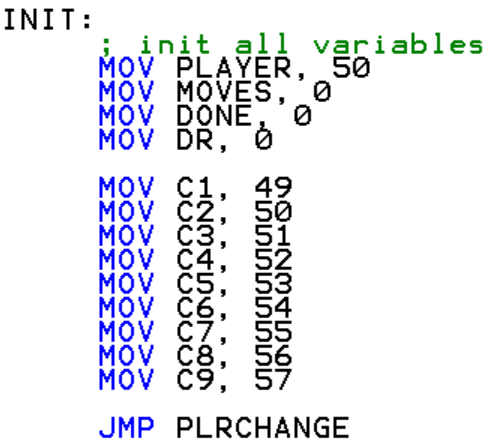 INIT:
; init all variables
MOV PLAYER, 50
MOV MOVES, 0
MOV DONE, 0
MOV DR, 0
MOV C1, 49
MOV C2, 50
MOV C3, 51
MOV C4, 52
MOV C5, 53
MOV C6, 54
MOV C7, 55
MOV C8, 56
MOV C9, 57
JMP PLRCHANGE